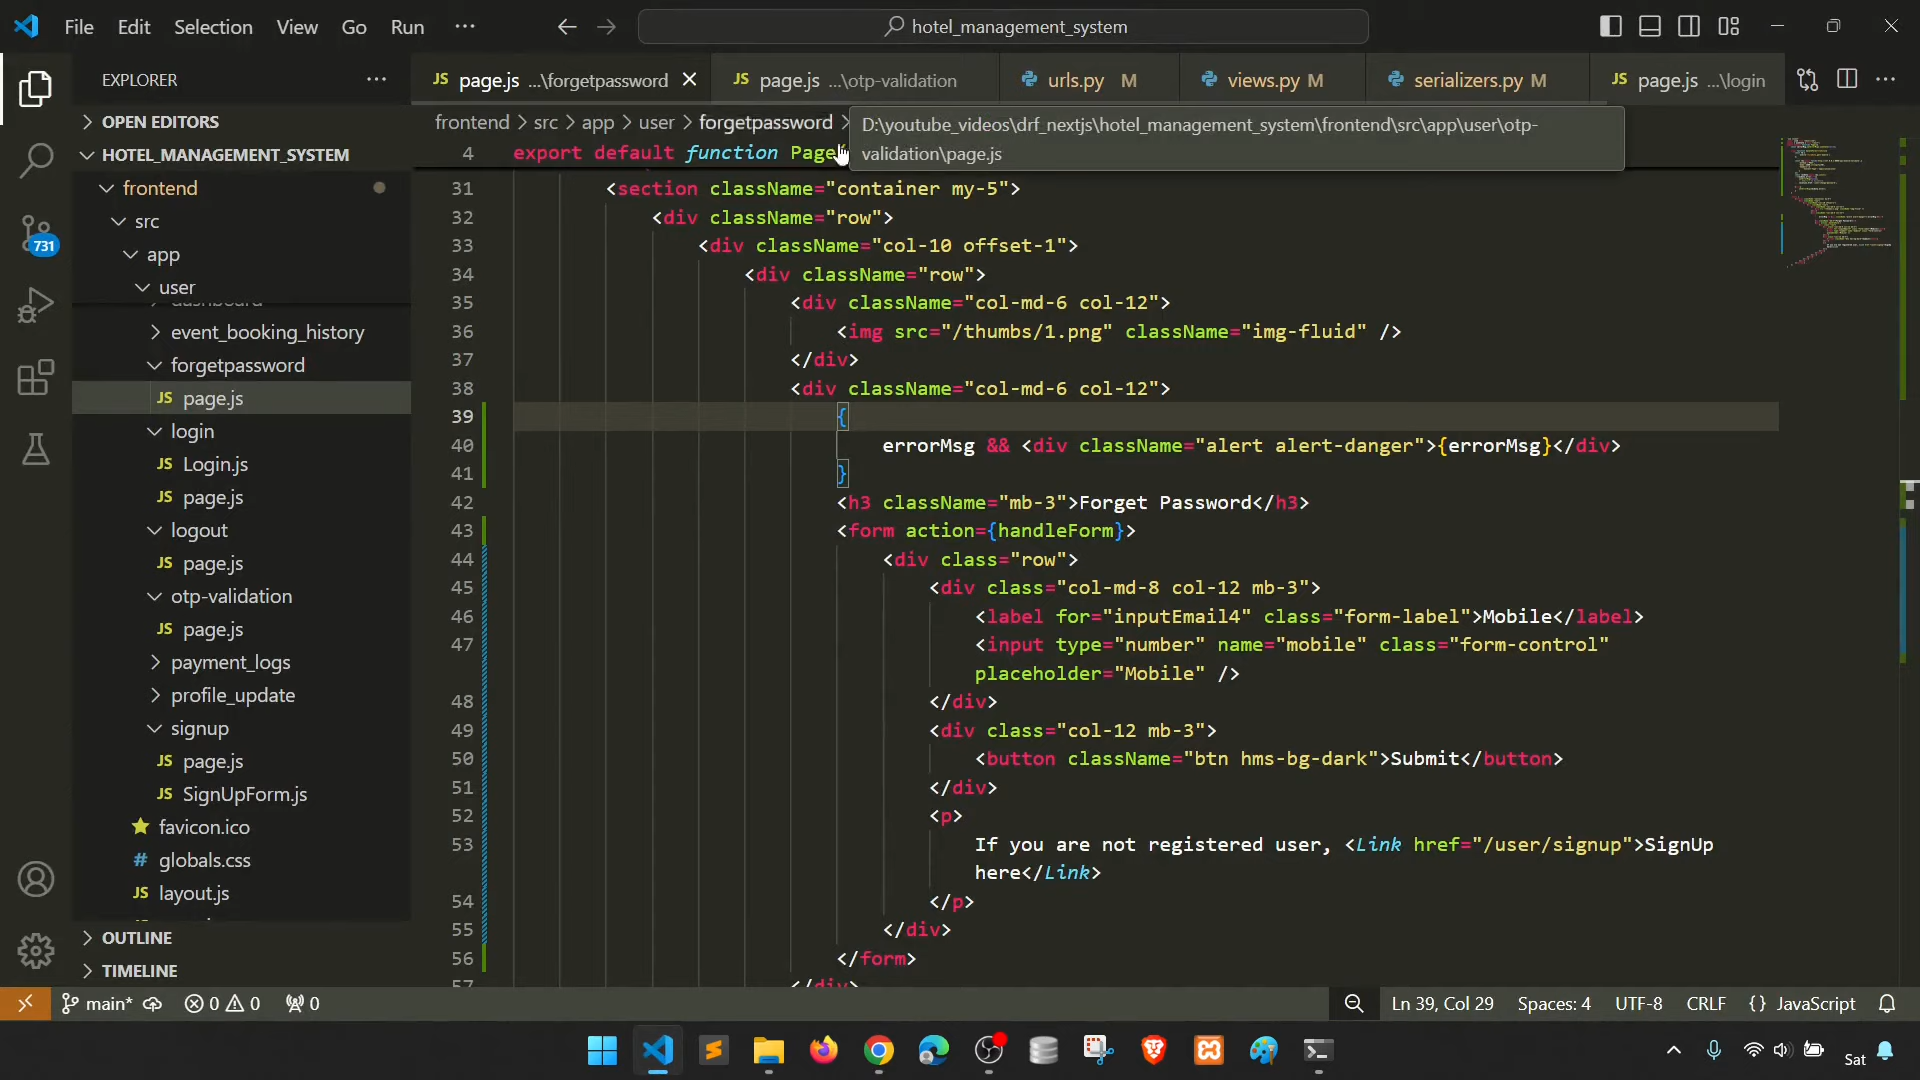 File Edit Selection View Go Run ··· hotel_management_system
EXPLORER ···
JS page.js ...\forgetpassword
JS page.js ...\otp-validation
urls.py M
views.py M
serializers.py M
JS page.js ...\login
OPEN EDITORS
HOTEL_MANAGEMENT_SYSTEM
frontend
src
app
user
event_booking_history
forgetpassword
JS page.js
login
JS Login.js
JS page.js
logout
JS page.js
otp-validation
JS page.js
payment_logs
profile_update
signup
JS page.js
JS SignUpForm.js
favicon.ico
# globals.css
JS layout.js
OUTLINE
TIMELINE
731
frontend > src > app > user > forgetpassword >
D:\youtube_videos\drf_nextjs\hotel_management_system\frontend\src\app\user\otp-
validation\page.js
4 export default function Page
31 <section className="container my-5">
32 <div className="row">
33 <div className="col-10 offset-1">
34 <div className="row">
35 <div className="col-md-6 col-12">
36 <img src="/thumbs/1.png" className="img-fluid" />
37 </div>
38 <div className="col-md-6 col-12">
39 {
40 errorMsg && <div className="alert alert-danger">{errorMsg}</div>
41 }
42 <h3 className="mb-3">Forget Password</h3>
43 <form action={handleForm}>
44 <div class="row">
45 <div class="col-md-8 col-12 mb-3">
46 <label for="inputEmail4" class="form-label">Mobile</label>
47 <input type="number" name="mobile" class="form-control"
placeholder="Mobile" />
48 </div>
49 <div class="col-12 mb-3">
50 <button className="btn hms-bg-dark">Submit</button>
51 </div>
52 <p>
53 If you are not registered user, <Link href="/user/signup">SignUp
here</Link>
54 </p>
55 </div>
56 </form>
57 </div>
main* 0 0 0 Ln 39, Col 29 Spaces: 4 UTF-8 CRLF {} JavaScript
Sat